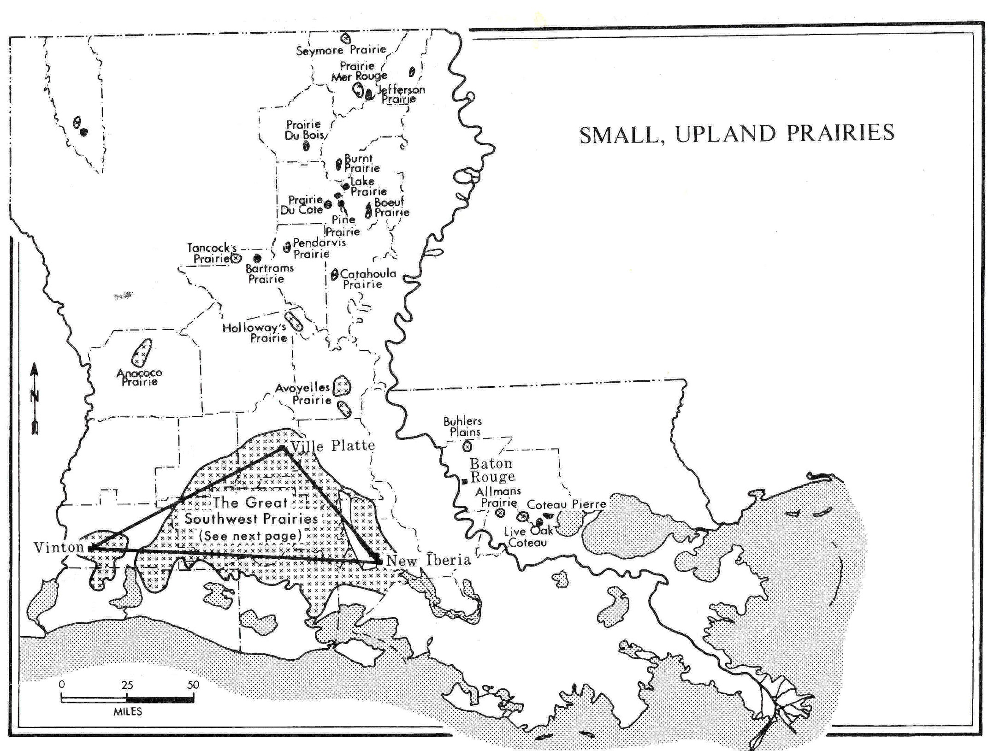 SMALL, UPLAND PRAIRIES
Seymore Prairie
Prairie
Mer Rouge
Jefferson
Prairie
Prairie
Du Bois
Burnt
Prairie
Lake
Prairie
Prairie
Du Cote
Boeuf
Prairie
Pine
Prairie
Tancock's
Prairie
Pendarvis
Prairie
Bartrams
Prairie
Catahoula
Prairie
Holloway's
Prairie
Anacoco
Prairie
N
Avoyelles
Prairie
Buhlers
Plains
Ville Platte
Baton
Rouge
Allmans
Prairie
Coteau Pierre
Live Oak
Coteau
The Great
Southwest Prairies
(See next page)
Vinton
New Iberia
0 25 50
MILES